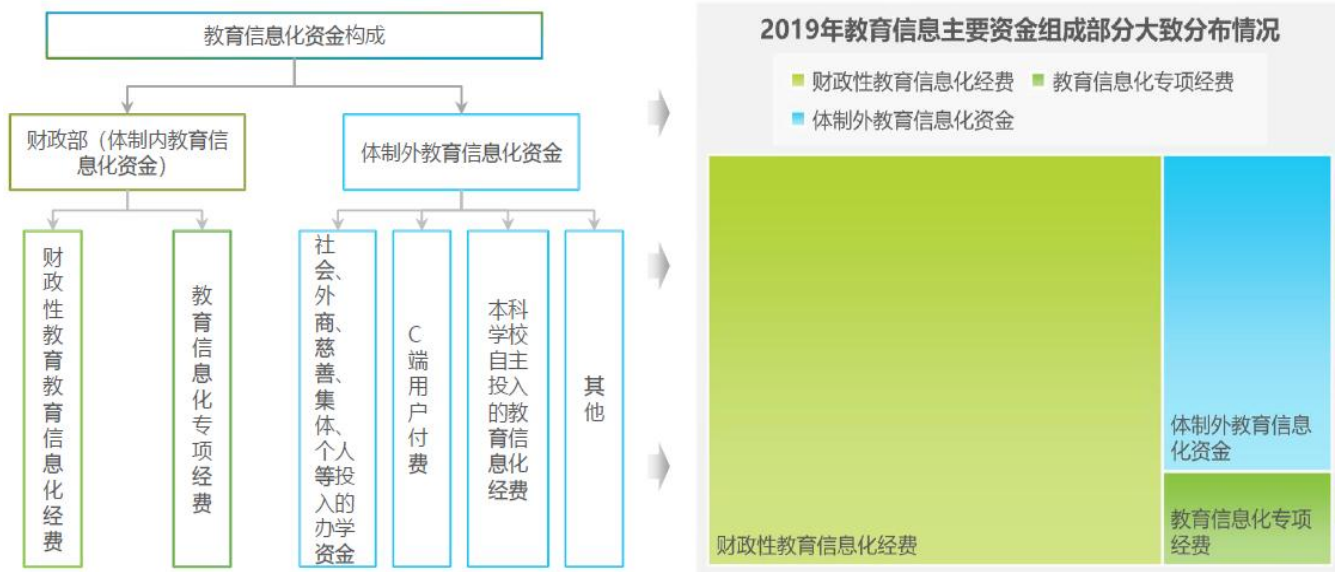 教育信息化资金构成
财政部（体制内教育信
息化资金）
体制外教育信息化资金
财政性教育教育信息化经费
教育信息化专项经费
社
会、
外
商、
慈
善、
集
体、
个人
等投
入的
办学
资金
C
端
用
户
付
费
本科
学校
自主
投入
的教
育信
息化
经费
其
他
2019年教育信息主要资金组成部分大致分布情况
财政性教育信息化经费
教育信息化专项经费
体制外教育信息化资金
财政性教育信息化经费
体制外教育信息
化资金
教育信息化专项
经费